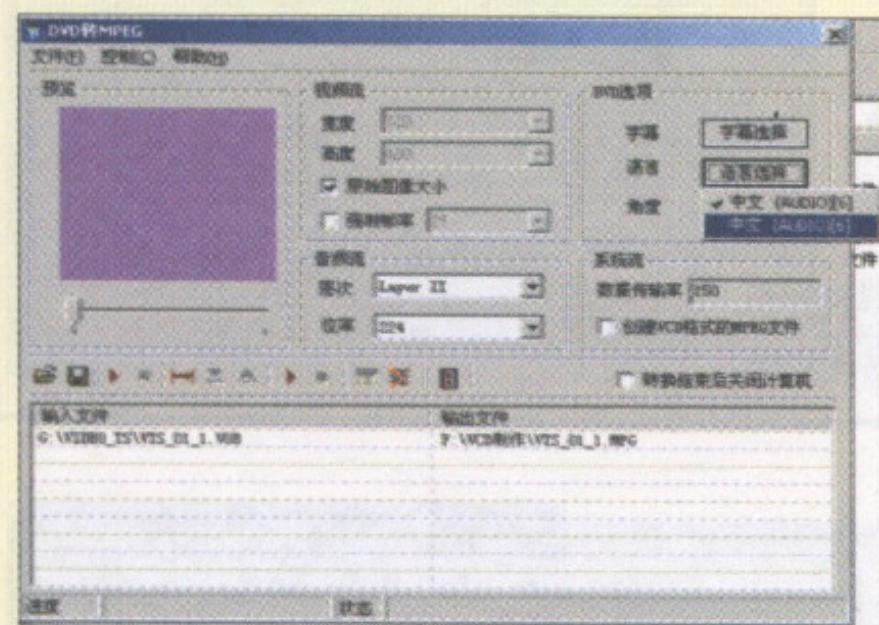 DVD转MPEG
文件(F) 控制(C) 帮助(H)
预览
视频流
宽度
高度
原始图像大小
强制帧率
音频流
层次 Layer II
位率 224
DVD选项
字幕 字幕选择
语言 语言选择
角度
中文 (AUDIO)[6]
中文 (AUDIO)[6]
系统流
数据传输率 150
创建VCD格式的MPEG文件
转换结束后关闭计算机
输入文件 输出文件
G:\VIDEO_TS\VTS_01_1.VOB F:\VCD制作\VTS_01_1.MPG
进度 状态
件
文件